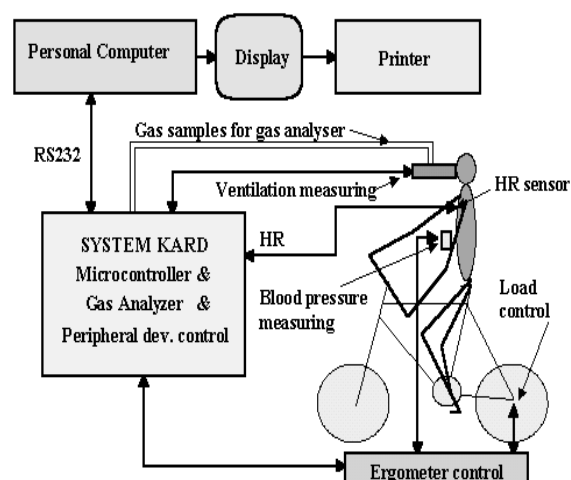 Personal Computer
Display
Printer
Gas samples for gas analyser
RS232
Ventilation measuring
HR sensor
SYSTEM KARD
Microcontroller &
Gas Analyzer &
Peripheral dev. control
HR
Blood pressure
measuring
Load
control
Ergometer control